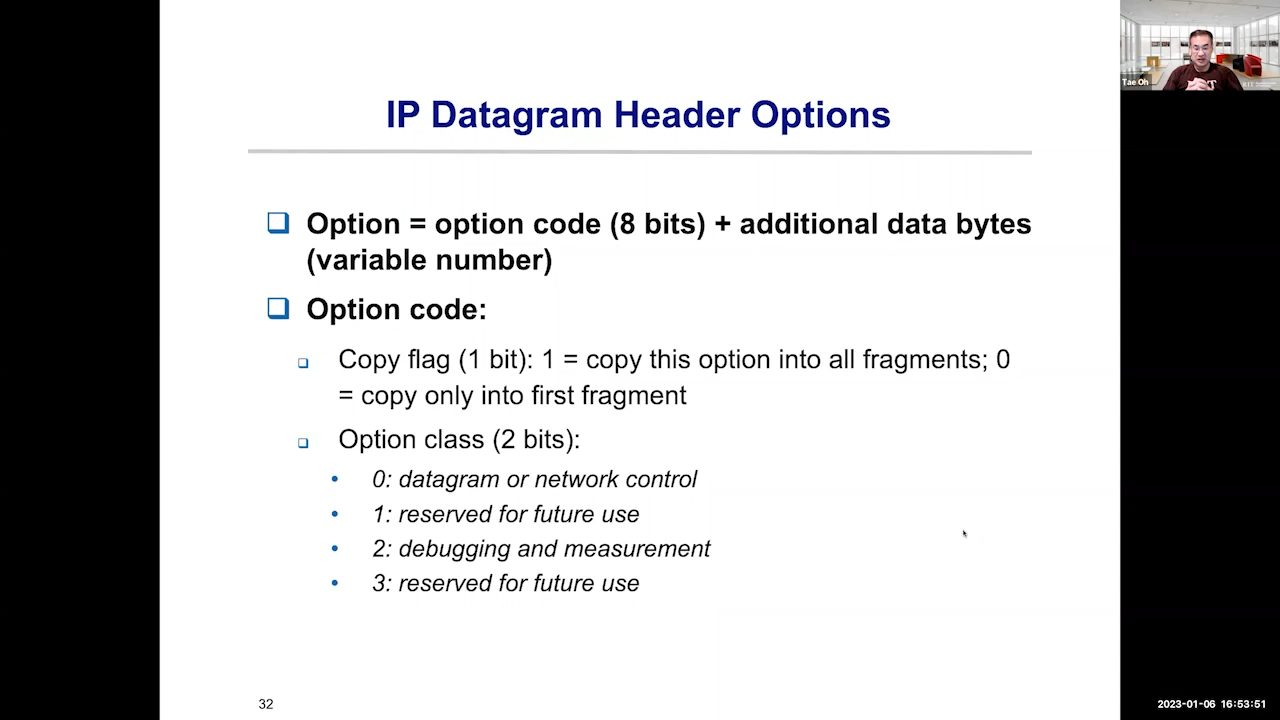 IP Datagram Header Options
Option = option code (8 bits) + additional data bytes
(variable number)
Option code:
Copy flag (1 bit): 1 = copy this option into all fragments; 0
= copy only into first fragment
Option class (2 bits):
0: datagram or network control
1: reserved for future use
2: debugging and measurement
3: reserved for future use
32
Tae Oh
2023-01-06 16:53:51